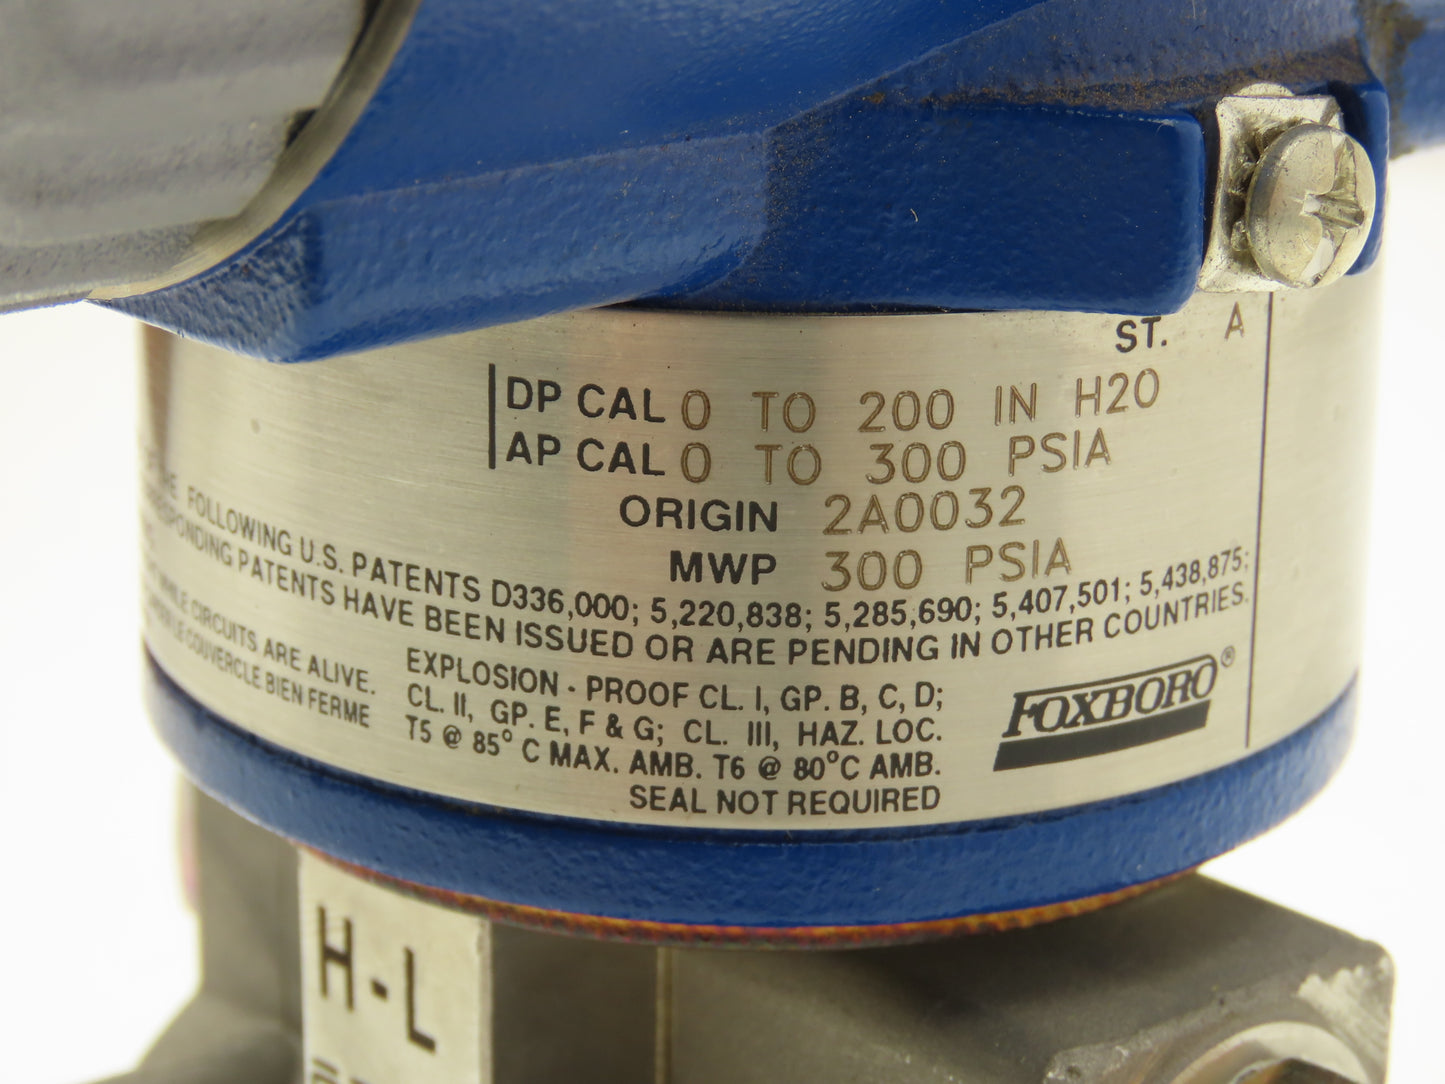 ST. A
DP CAL 0 TO 200 IN H2O
AP CAL 0 TO 300 PSIA
ORIGIN 2A0032
MWP 300 PSIA
FOLLOWING U.S. PATENTS D336,000; 5,220,838; 5,285,690; 5,407,501; 5,438,875;
PATENTS HAVE BEEN ISSUED OR ARE PENDING IN OTHER COUNTRIES.
WHILE CIRCUITS ARE ALIVE.
LE COUVERCLE BIEN FERME
EXPLOSION - PROOF CL. I, GP. B, C, D;
CL. II, GP. E, F & G; CL. III, HAZ. LOC.
T5 @ 85° C MAX. AMB. T6 @ 80°C AMB.
SEAL NOT REQUIRED
FOXBORO®
H-L